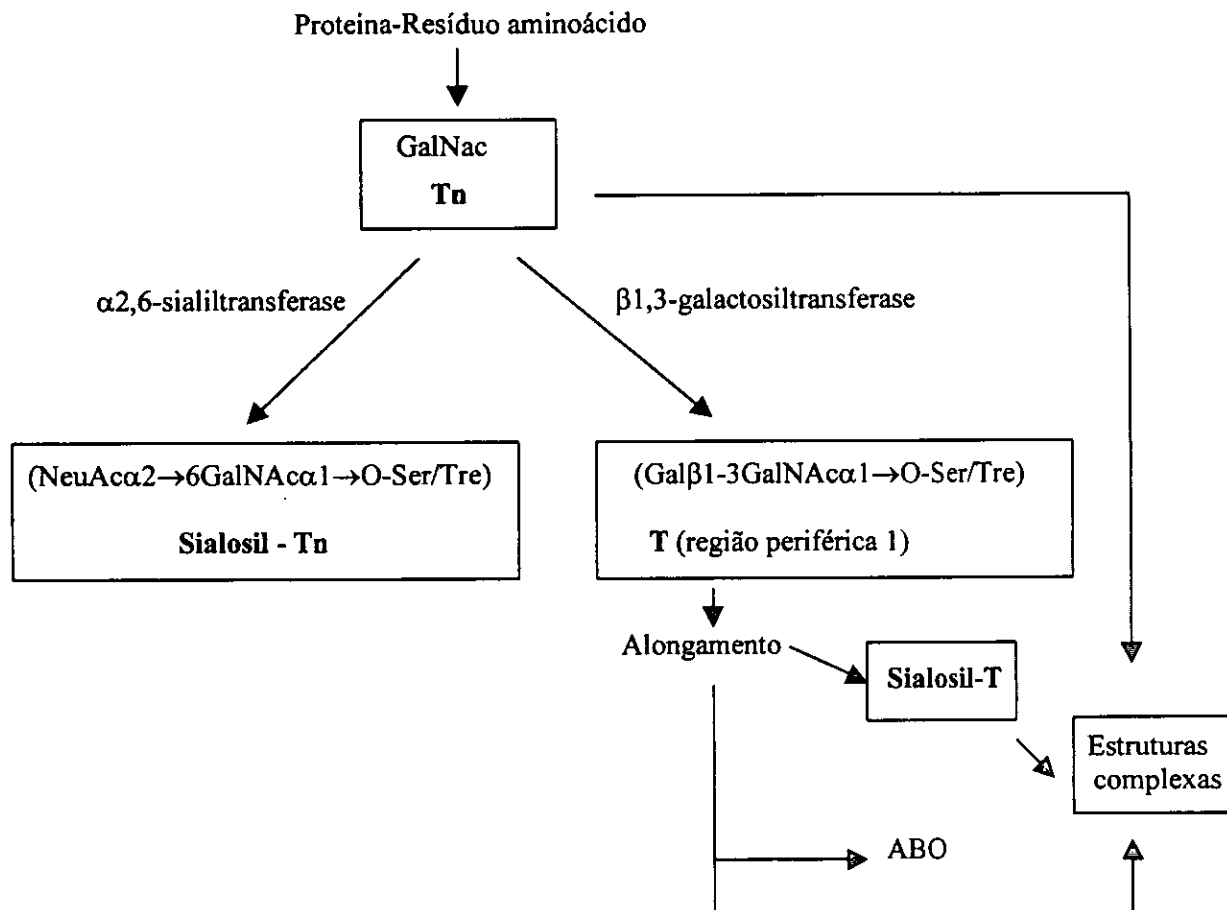 Proteina-Resíduo aminoácido
GalNac
Tn
α2,6-sialiltransferase
β1,3-galactosiltransferase
(NeuAcα2→6GalNAcα1→O-Ser/Tre)
Sialosil - Tn
(Galβ1-3GalNAcα1→O-Ser/Tre)
T (região periférica 1)
Alongamento
Sialosil-T
Estruturas
complexas
ABO